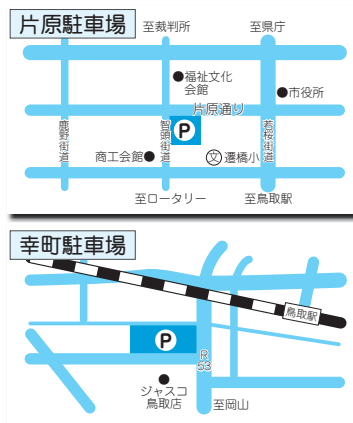 片原駐車場
至裁判所
至県庁
福祉文化
会館
市役所
片原通り
鹿野街道
智頭街道
若桜街道
P
商工会館
文
遷橋小
至ロータリー
至鳥取駅
幸町駐車場
鳥取駅
P
R
53
ジャスコ
鳥取店
至岡山